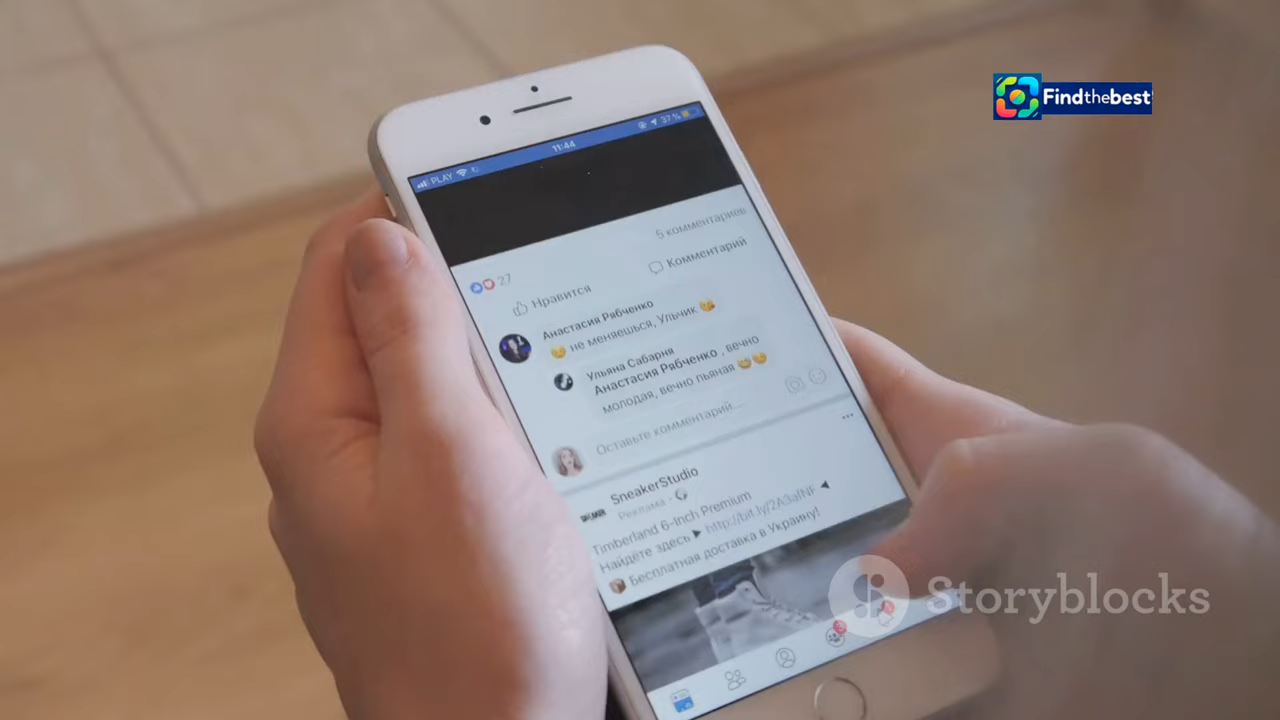 Findthebest
PLAY
11:44
37 %
5 комментариев
27
Нравится
Комментарий
Анастасия Рябченко
😉 не меняешься, Ульчик 😘
Ульяна Сабарня
Анастасия Рябченко , вечно
молодая, вечно пьяная
Оставьте комментарий...
SneakerStudio
Реклама ·
Timberland 6-Inch Premium
Найдёте здесь ► http://bit.ly/2A3afNF ◄
Бесплатная доставка в Украину!
Storyblocks